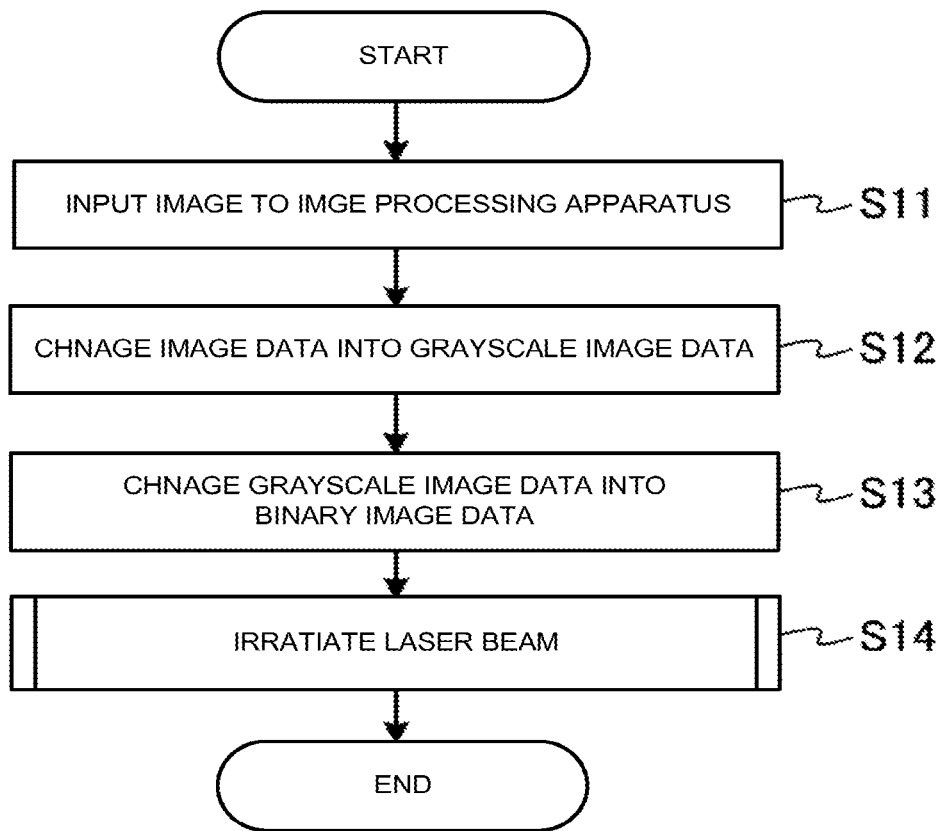 START
INPUT IMAGE TO IMGE PROCESSING APPARATUS
S11
CHNAGE IMAGE DATA INTO GRAYSCALE IMAGE DATA
S12
CHNAGE GRAYSCALE IMAGE DATA INTO
BINARY IMAGE DATA
S13
IRRATIATE LASER BEAM
S14
END